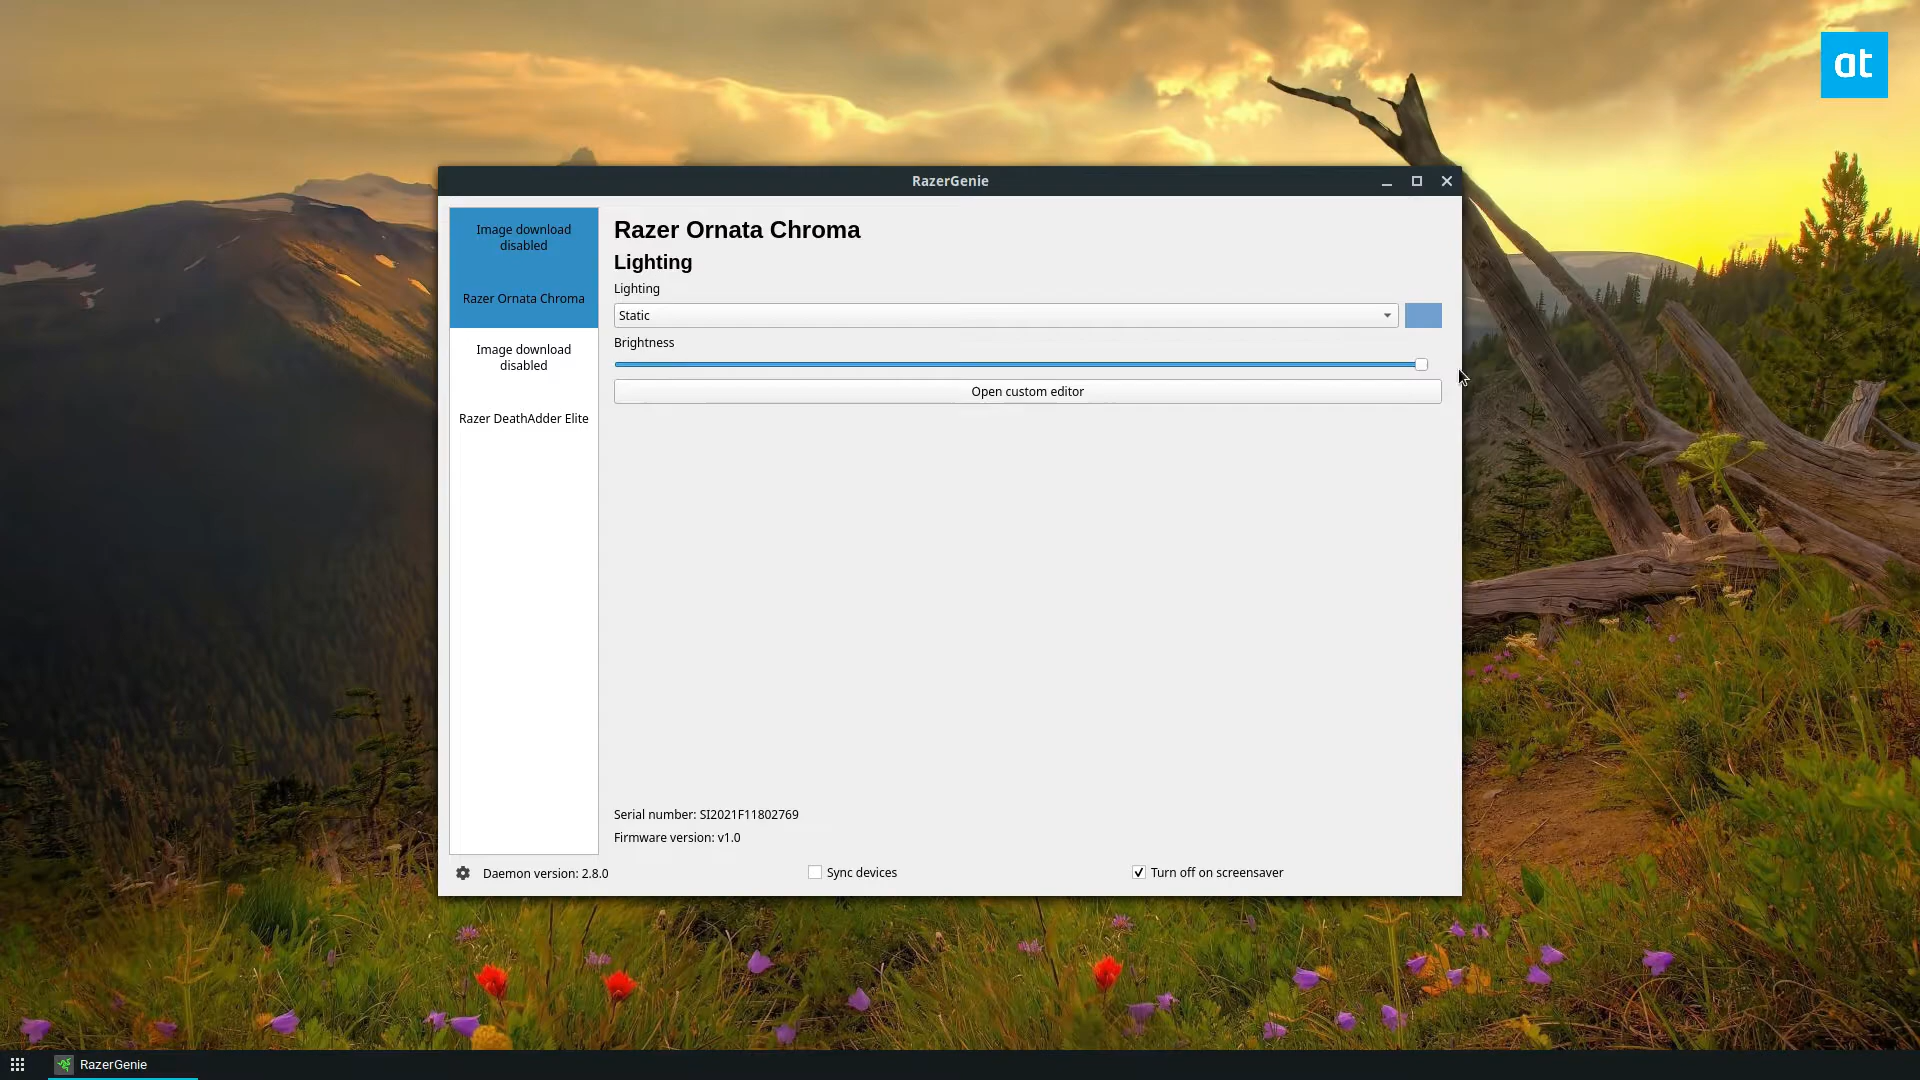 at
RazerGenie
Image download
disabled
Razer Ornata Chroma
Image download
disabled
Razer DeathAdder Elite
Razer Ornata Chroma
Lighting
Lighting
Static
Brightness
Open custom editor
Serial number: SI2021F11802769
Firmware version: v1.0
Daemon version: 2.8.0
Sync devices
Turn off on screensaver
RazerGenie